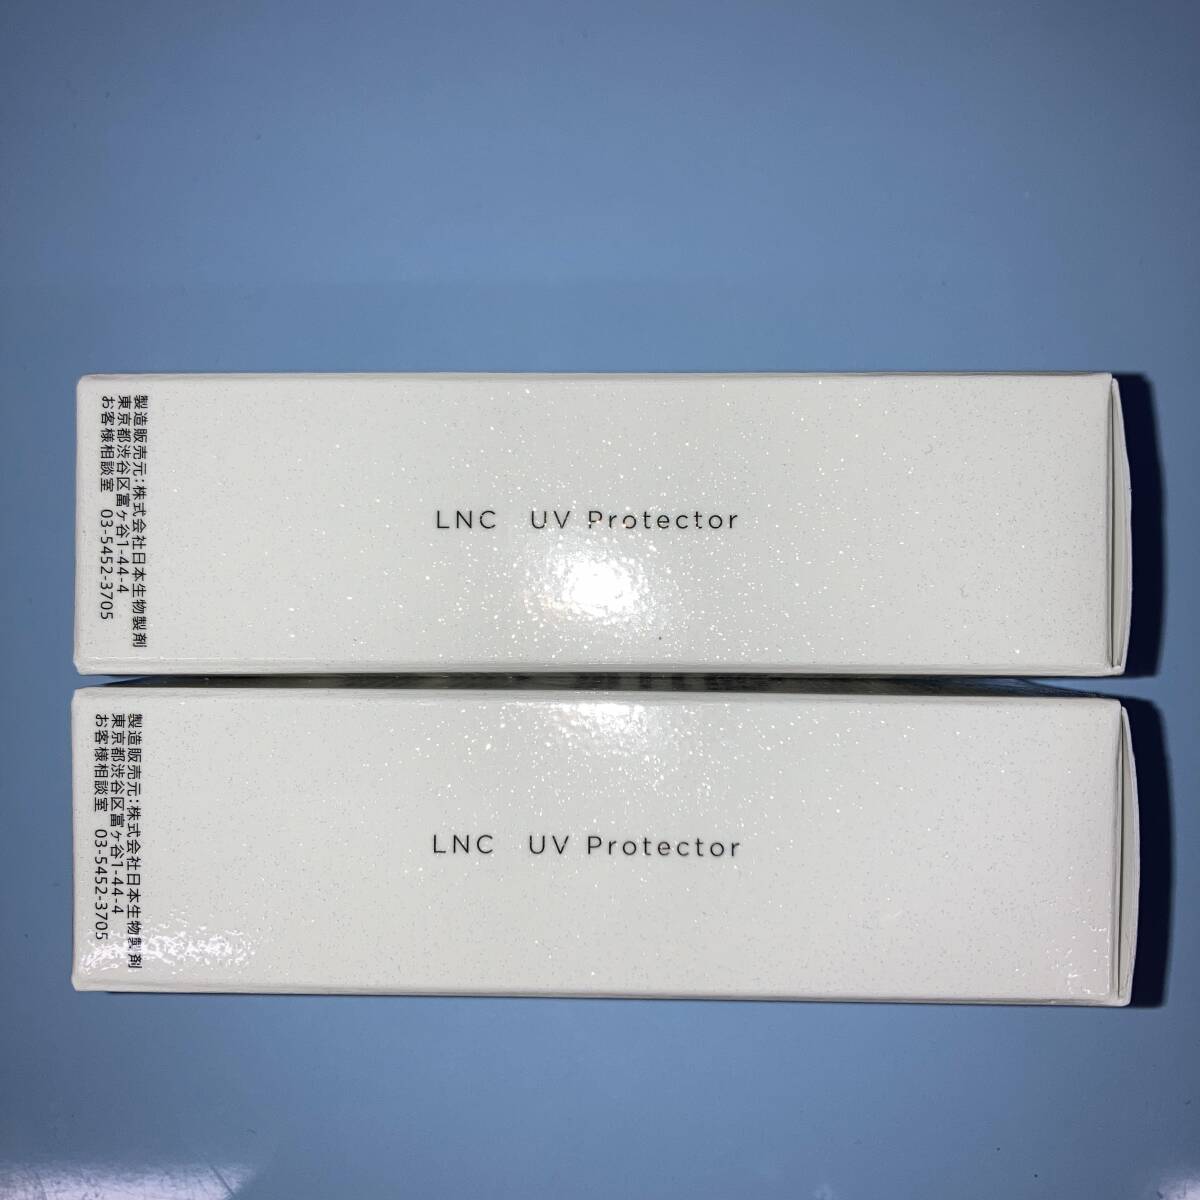 製造販売元:株式会社日本生物製剤
東京都渋谷区富ヶ谷1-44-4
お客様相談室 03-5452-3705
LNC UV Protector
製造販売元:株式会社日本生物製剤
東京都渋谷区富ヶ谷1-44-4
お客様相談室 03-5452-3705
LNC UV Protector